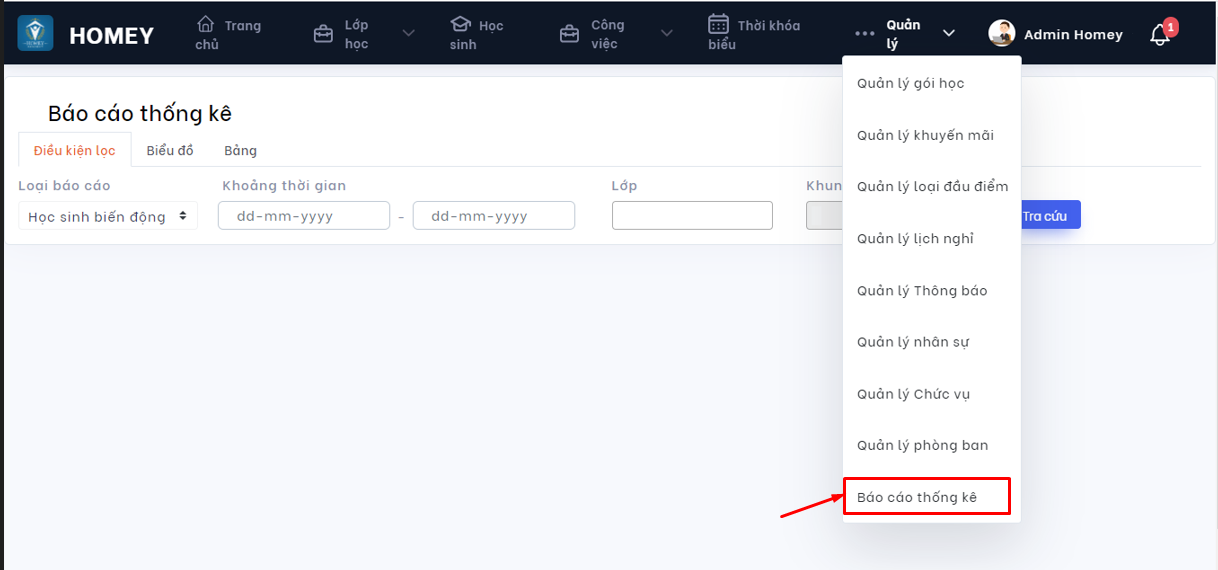 HOMEY
Trang
chủ
Lớp
học
Học
sinh
Công
việc
Thời khóa
biểu
Quản
lý
Admin Homey
1
Báo cáo thống kê
Điều kiện lọc
Biểu đồ
Bảng
Loại báo cáo
Khoảng thời gian
Lớp
Khun
Học sinh biến động
dd-mm-yyyy
-
dd-mm-yyyy
Tra cứu
Quản lý gói học
Quản lý khuyến mãi
Quản lý loại đầu điểm
Quản lý lịch nghỉ
Quản lý Thông báo
Quản lý nhân sự
Quản lý Chức vụ
Quản lý phòng ban
Báo cáo thống kê